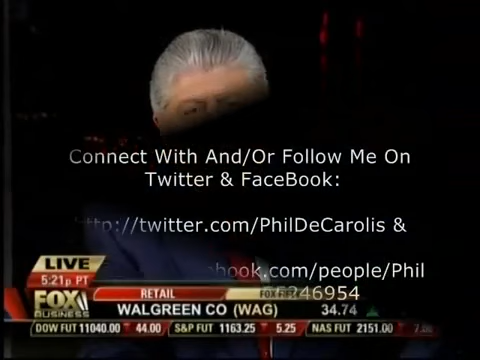 Connect With And/Or Follow Me On
Twitter & FaceBook:
http://twitter.com/PhilDeCarolis &
book.com/people/Phil
LIVE
5:21p PT
RETAIL
FOX BUSINESS
WALGREEN CO (WAG) 34.74
DOW FUT 11040.00 44.00 S&P FUT 1163.25 5.25 NAS FUT 2151.00